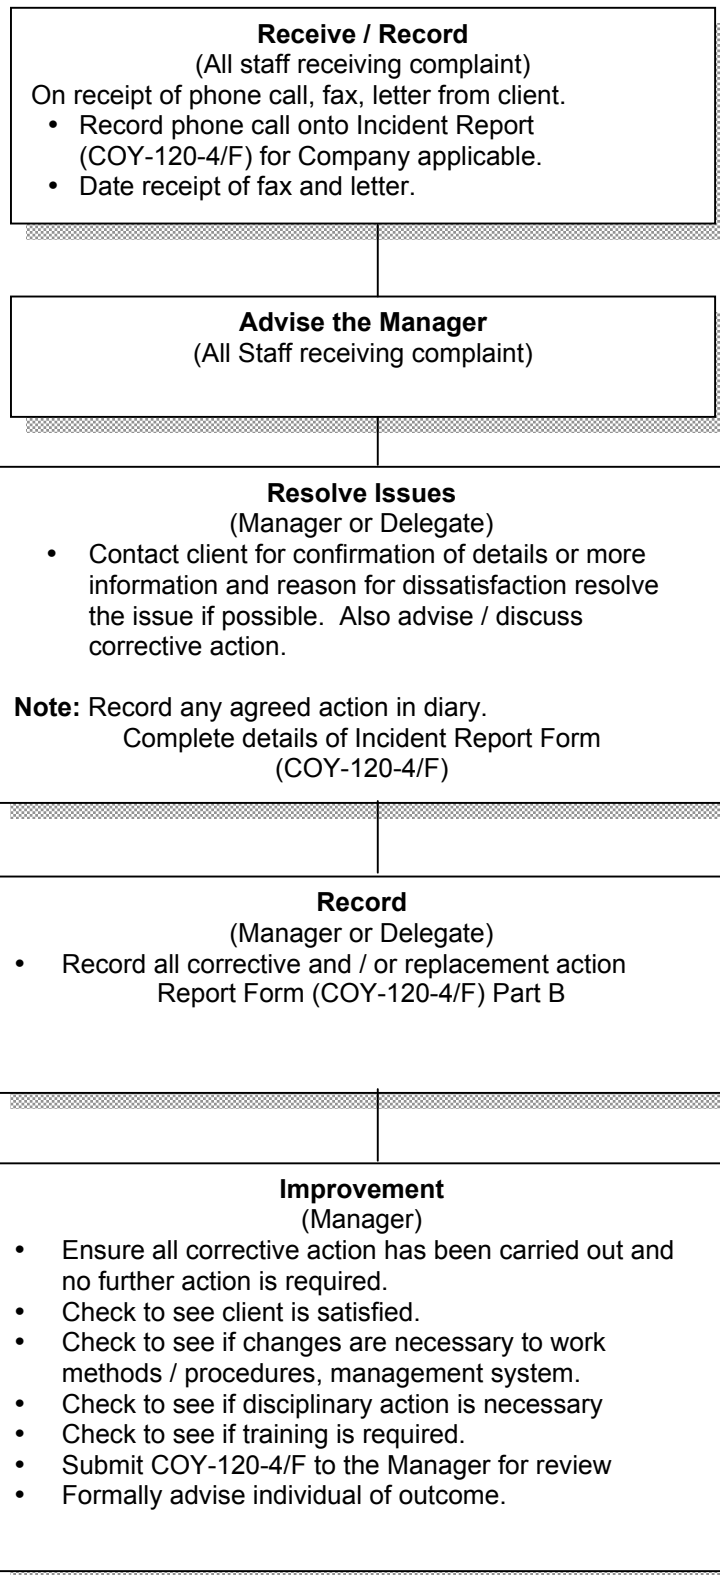 Receive / Record
(All staff receiving complaint)
On receipt of phone call, fax, letter from client.
• Record phone call onto Incident Report
(COY-120-4/F) for Company applicable.
• Date receipt of fax and letter.
Advise the Manager
(All Staff receiving complaint)
Resolve Issues
(Manager or Delegate)
• Contact client for confirmation of details or more
information and reason for dissatisfaction resolve
the issue if possible. Also advise / discuss
corrective action.
Note: Record any agreed action in diary.
Complete details of Incident Report Form
(COY-120-4/F)
Record
(Manager or Delegate)
• Record all corrective and / or replacement action
Report Form (COY-120-4/F) Part B
Improvement
(Manager)
• Ensure all corrective action has been carried out and
no further action is required.
• Check to see client is satisfied.
• Check to see if changes are necessary to work
methods / procedures, management system.
• Check to see if disciplinary action is necessary
• Check to see if training is required.
• Submit COY-120-4/F to the Manager for review
• Formally advise individual of outcome.